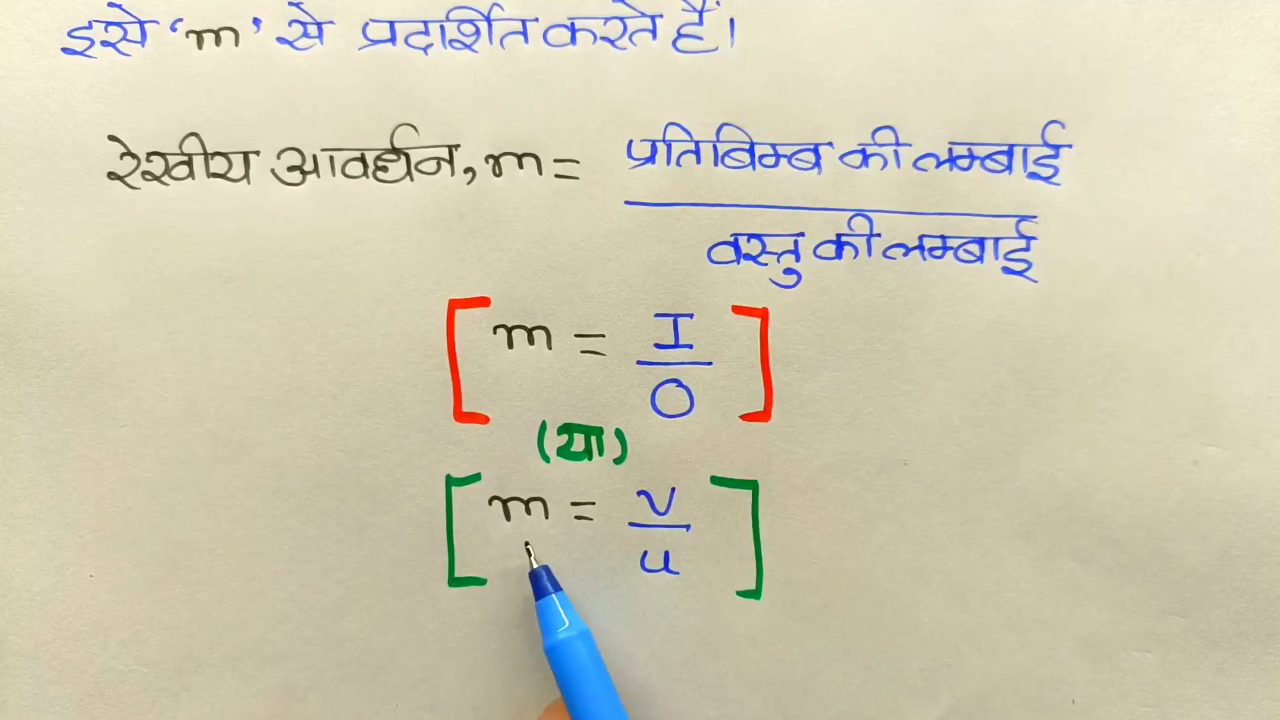 इसे 'm' से प्रदर्शित करते हैं।
रेखीय आवर्धन, m = प्रतिबिम्ब की लम्बाई
वस्तु की लम्बाई
[ m = I / O ]
(या)
[ m = v / u ]